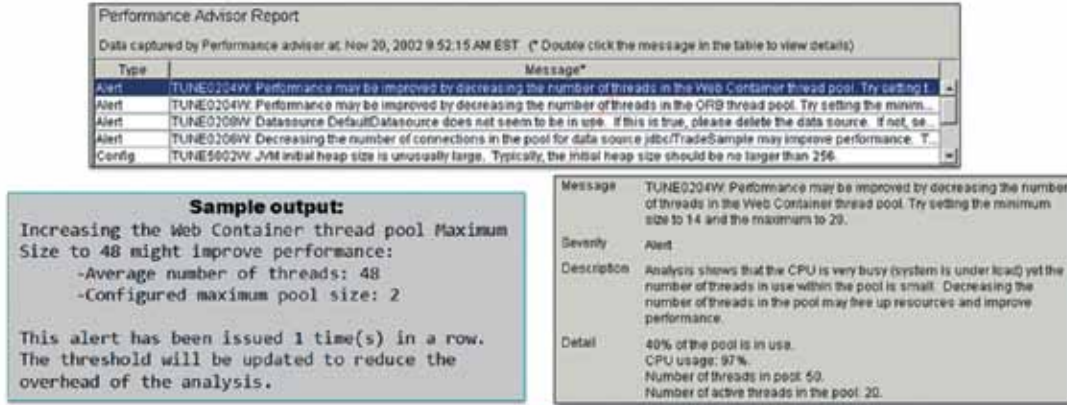 Performance Advisor Report
Data captured by Performance advisor at: Nov 20, 2002 9:52:15 AM EST (* Double click the message in the table to view details)
Type Message*
Alert TUNE0204W: Performance may be improved by decreasing the number of threads in the Web Container thread pool. Try setting t...
Alert TUNE0204W: Performance may be improved by decreasing the number of threads in the ORB thread pool. Try setting the minim...
Alert TUNE0208W: Datasource DefaultDatasource does not seem to be in use. If this is true, please delete the data source. If not, se...
Alert TUNE0206W: Decreasing the number of connections in the pool for data source jdbc/TradeSample may improve performance. T...
Config TUNE5002W: JVM initial heap size is unusually large. Typically, the initial heap size should be no larger than 256.
Sample output:
Increasing the Web Container thread pool Maximum
Size to 48 might improve performance:
-Average number of threads: 48
-Configured maximum pool size: 2
This alert has been issued 1 time(s) in a row.
The threshold will be updated to reduce the
overhead of the analysis.
Message TUNE0204W: Performance may be improved by decreasing the number
of threads in the Web Container thread pool. Try setting the minimum
size to 14 and the maximum to 20.
Severity Alert
Description Analysis shows that the CPU is very busy (system is under load) yet the
number of threads in use within the pool is small. Decreasing the
number of threads in the pool may free up resources and improve
performance.
Detail 40% of the pool is in use.
CPU usage: 97%.
Number of threads in pool: 50.
Number of active threads in the pool: 20.